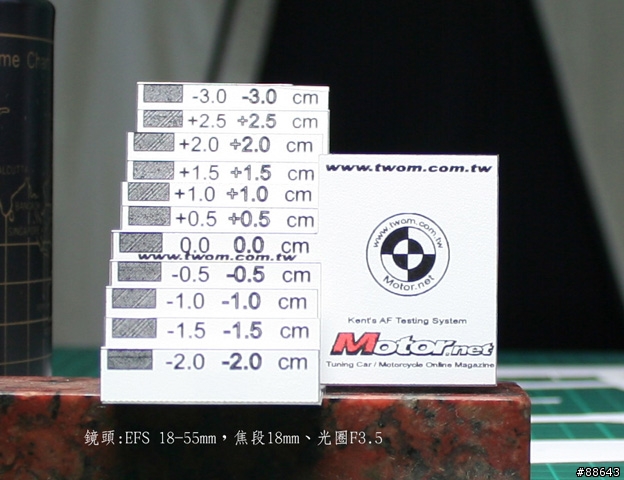 me Char
-3.0 -3.0 cm
+2.5 +2.5 cm
+2.0 +2.0 cm
+1.5 +1.5 cm
+1.0 +1.0 cm
+0.5 +0.5 cm
0.0 0.0 cm
www.twom.com.tw
-0.5 -0.5 cm
-1.0 -1.0 cm
-1.5 -1.5 cm
-2.0 -2.0 cm
www.twom.com.tw
www.twom.com.tw
Motor.net
Kent's AF Testing System
Motor.net
Tuning Car / Motorcycle Online Magazine
鏡頭:EFS 18-55mm，焦段18mm、光圈F3.5
#88643